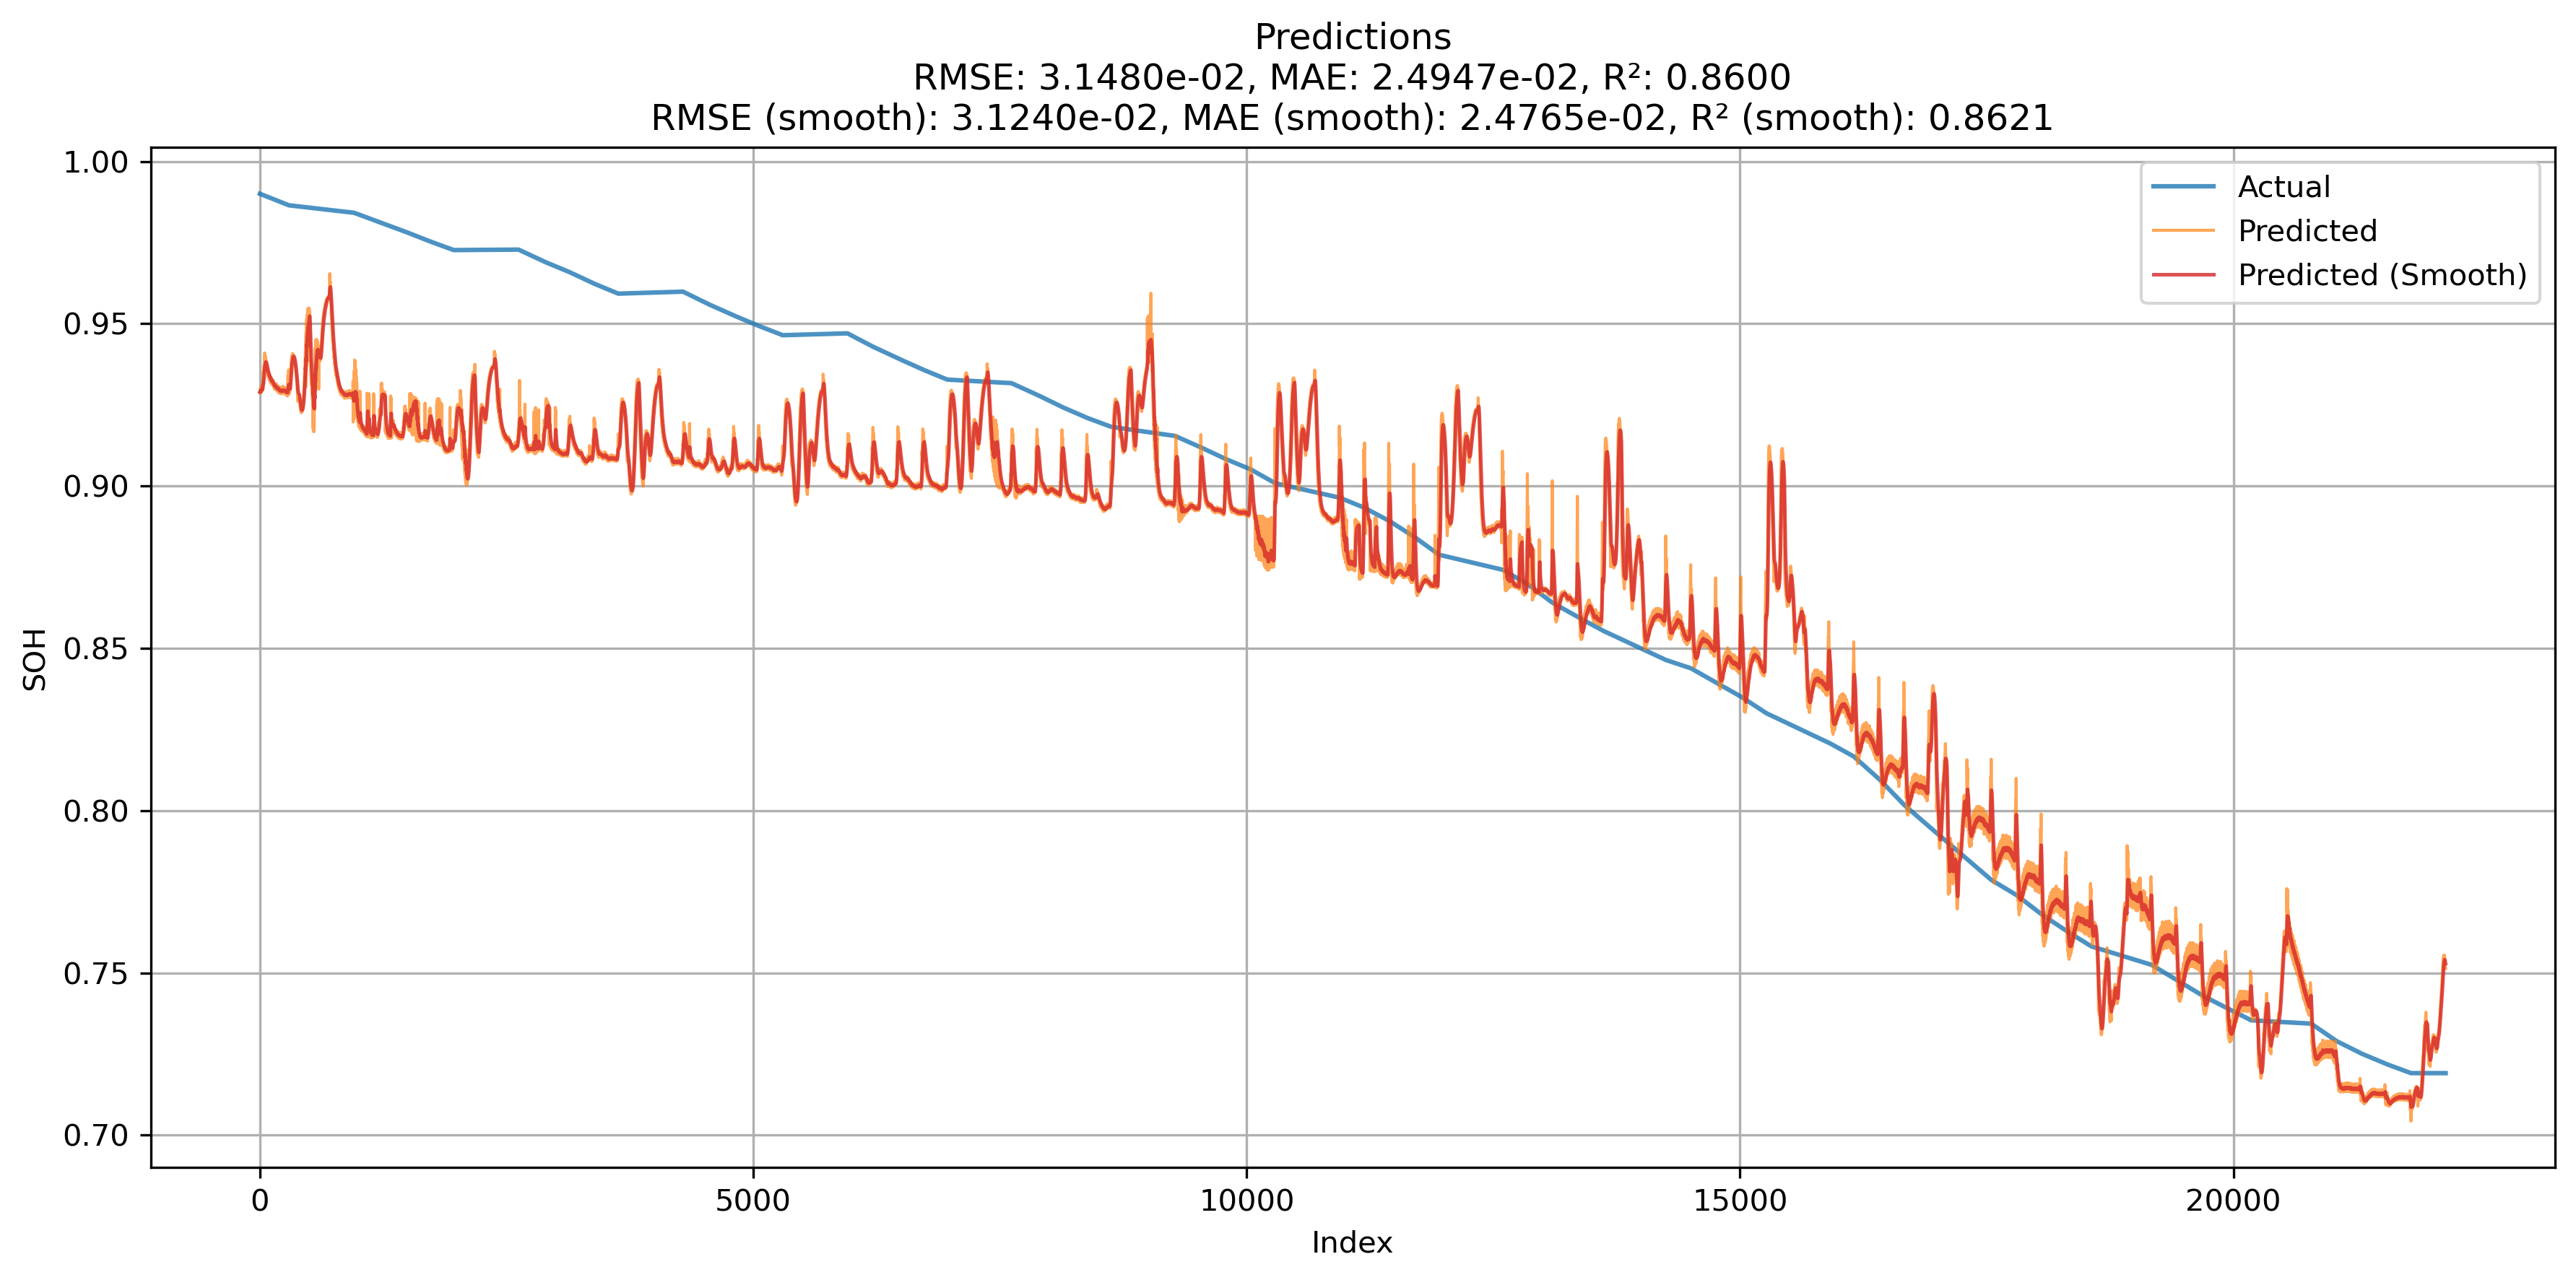 Predictions
RMSE: 3.1480e-02, MAE: 2.4947e-02, R²: 0.8600
RMSE (smooth): 3.1240e-02, MAE (smooth): 2.4765e-02, R² (smooth): 0.8621
Actual
Predicted
Predicted (Smooth)
SOH
1.00
0.95
0.90
0.85
0.80
0.75
0.70
0
5000
10000
15000
20000
Index